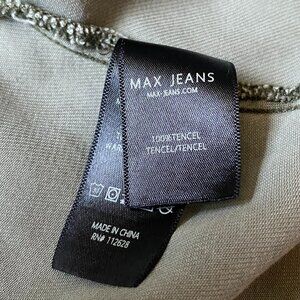 MAX JEANS
MAX-JEANS.COM
100%TENCEL
TENCEL/TENCEL
MADE IN CHINA
RN# 112628